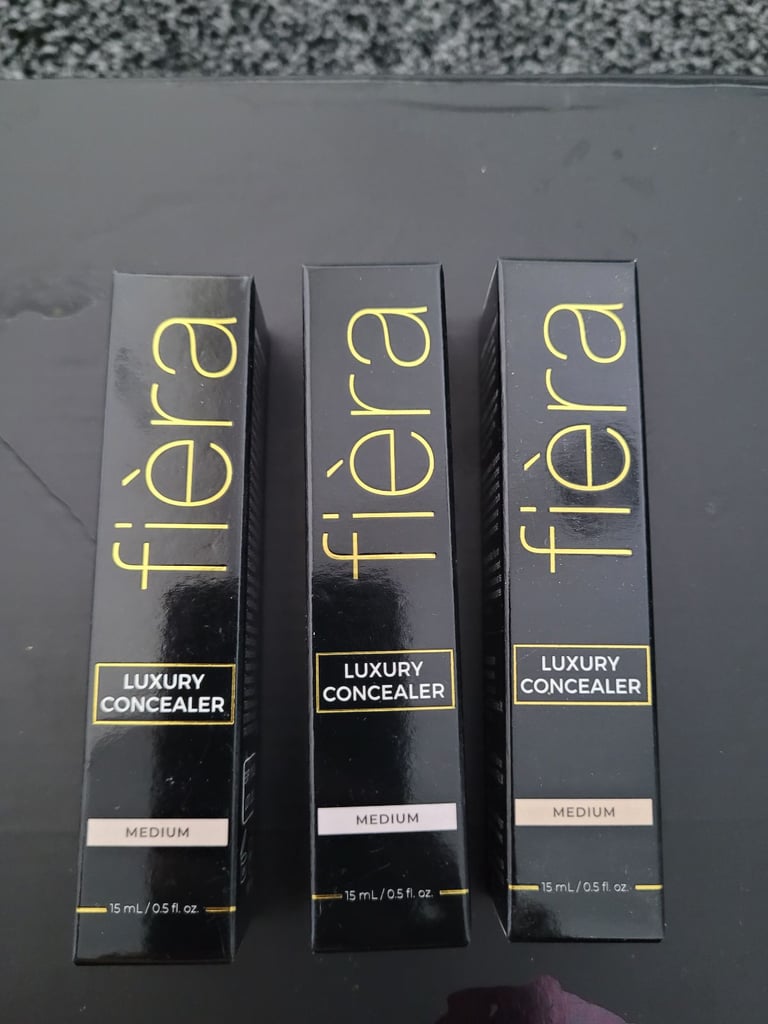 fièra
LUXURY
CONCEALER
MEDIUM
15 mL / 0.5 fl. oz.
fièra
LUXURY
CONCEALER
MEDIUM
15 mL / 0.5 fl. oz.
fièra
LUXURY
CONCEALER
MEDIUM
15 mL / 0.5 fl. oz.